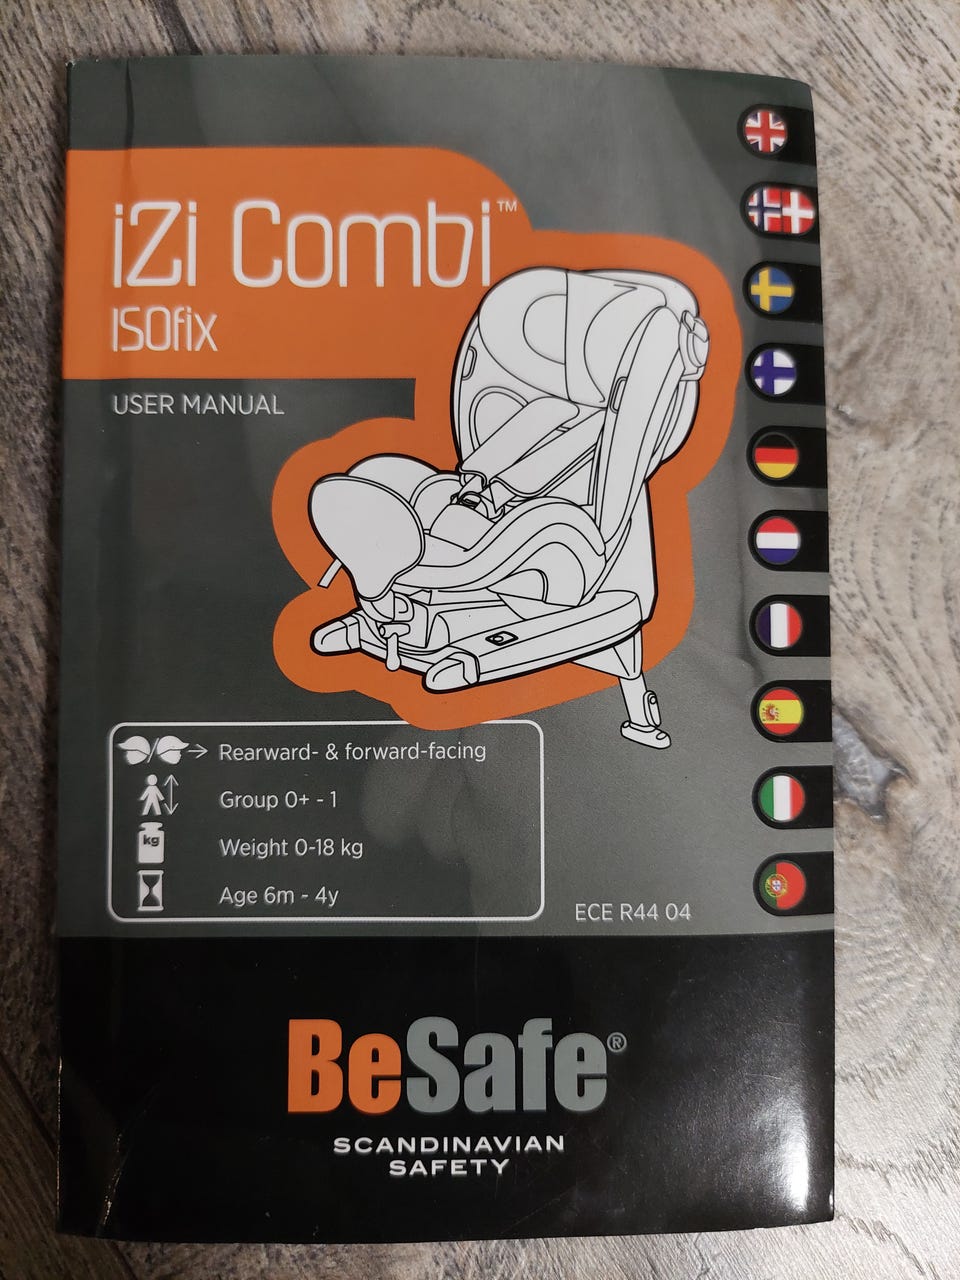 iZi Combi™
ISOfix
USER MANUAL
Rearward- & forward-facing
Group 0+ - 1
kg
Weight 0-18 kg
Age 6m - 4y
ECE R44 04
BeSafe®
SCANDINAVIAN
SAFETY